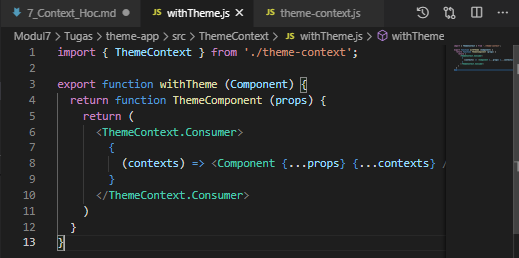 7_Context_Hoc.md withTheme.js theme-context.js
Modul7 > Tugas > theme-app > src > ThemeContext > JS withTheme.js > withTheme
1 import { ThemeContext } from './theme-context';
2
3 export function withTheme (Component) {
4 return function ThemeComponent (props) {
5 return (
6 <ThemeContext.Consumer>
7 {
8 (contexts) => <Component {...props} {...contexts} /
9 }
10 </ThemeContext.Consumer>
11 )
12 }
13 }